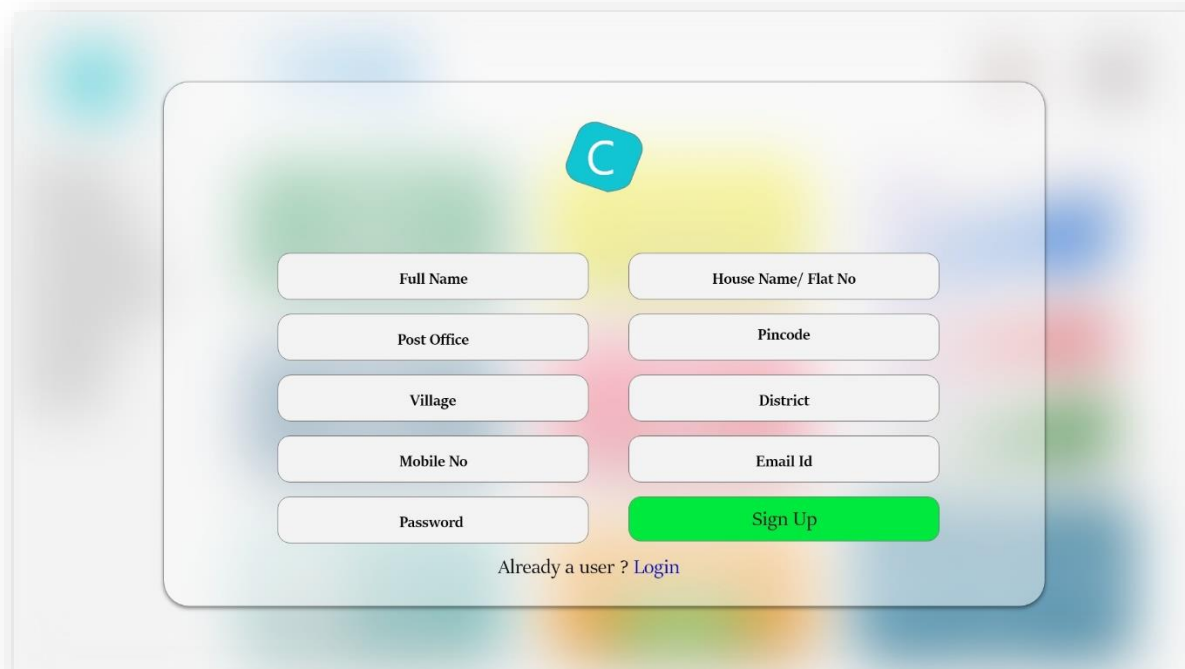 C
Full Name
House Name/ Flat No
Post Office
Pincode
Village
District
Mobile No
Email Id
Password
Sign Up
Already a user ? Login